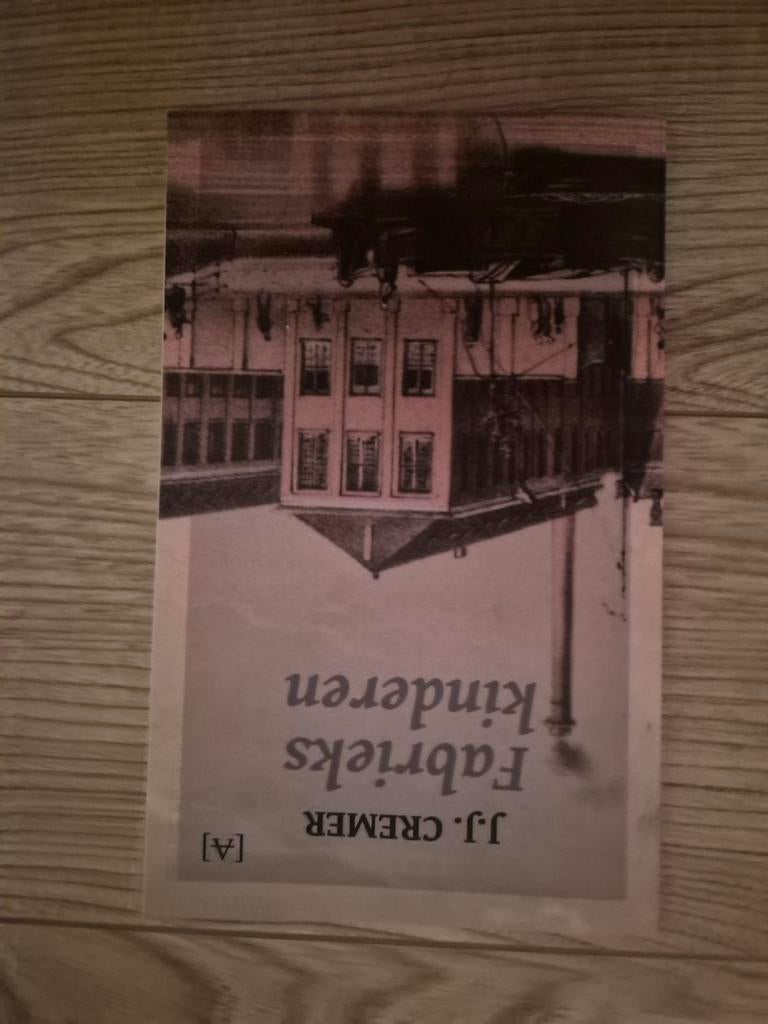 [A]
J.J. CREMER
Fabrieks
kinderen